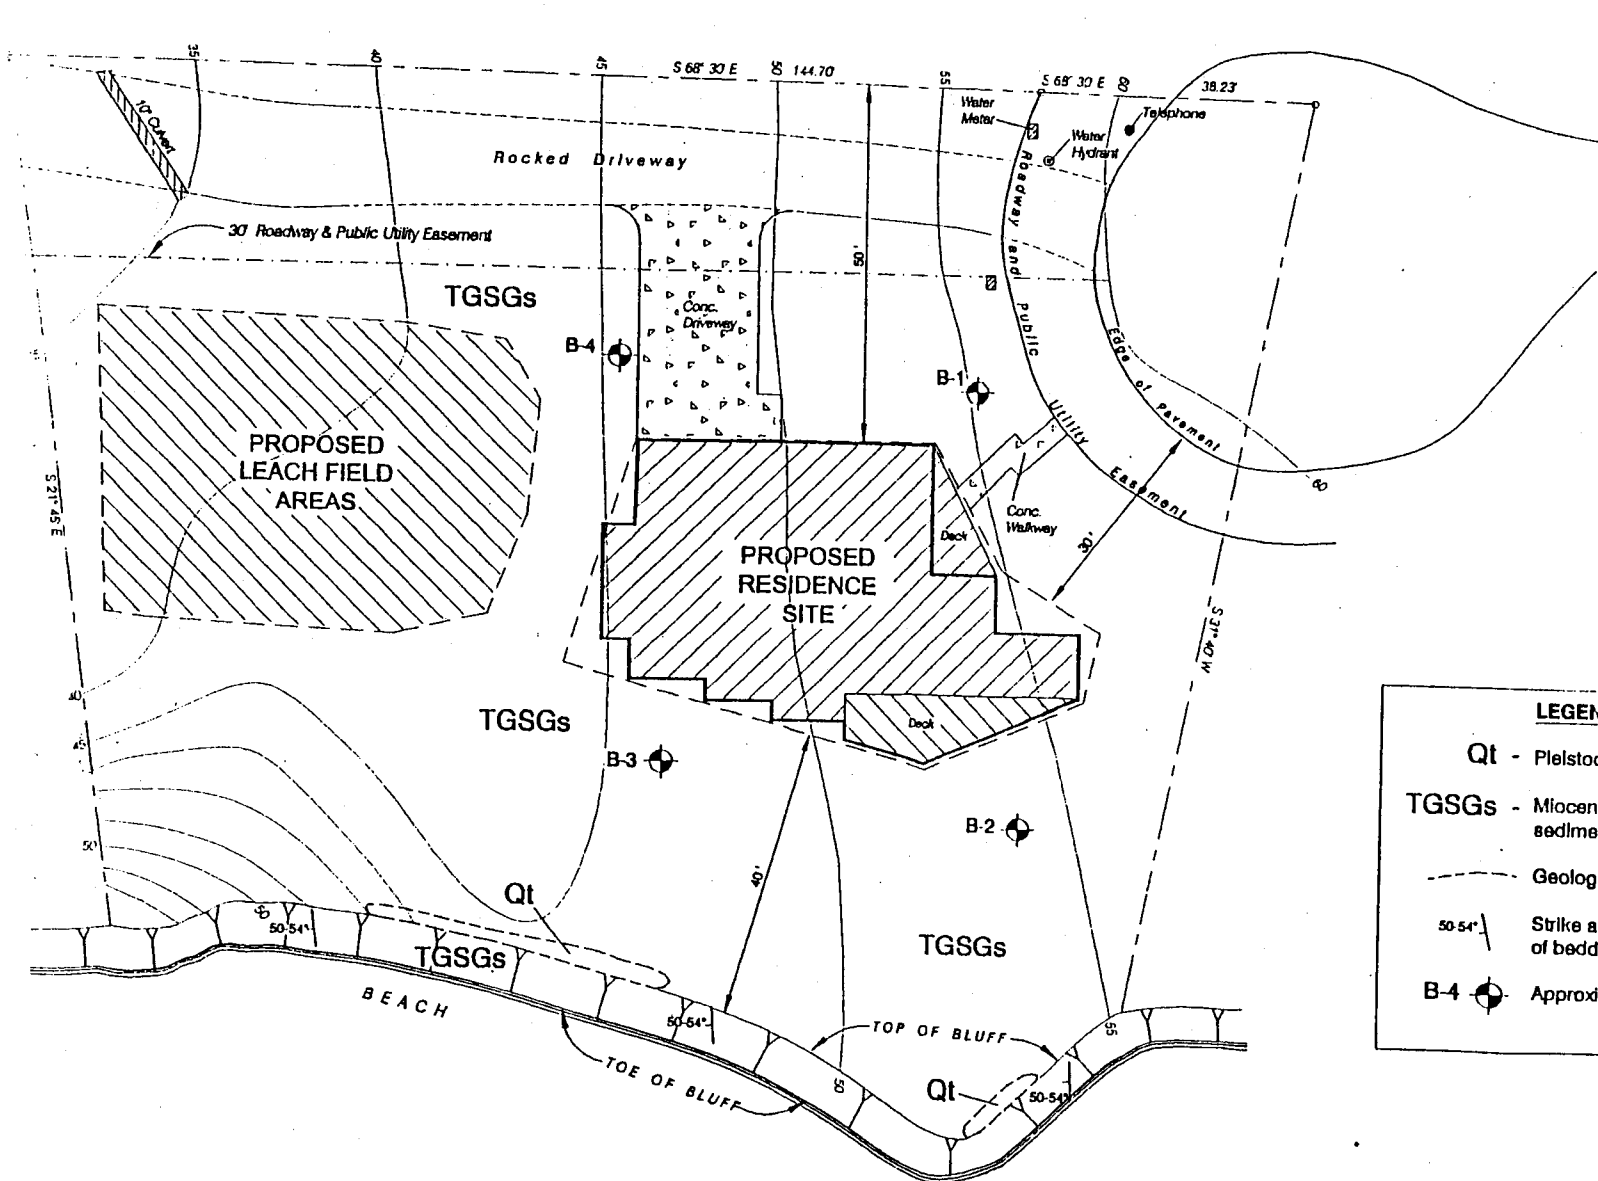 35
40
45
S 68° 30' E
50
144.70'
55
S 68° 30' E
60
38.23'
10" Culvert
Water
Meter
Telephone
Water
Hydrant
Rocked Driveway
Roadway and Public Utility Easement
30' Roadway & Public Utility Easement
50'
TGSGs
Conc.
Driveway
B-4
B-1
Edge of Pavement
PROPOSED
LEACH FIELD
AREAS
S 21° 45' E
60
Conc.
Walkway
Deck
30'
PROPOSED
RESIDENCE
SITE
S 31° 40' W
40
TGSGs
Deck
45
B-3
B-2
50
40'
Qt
50-54°
TGSGs
TGSGs
BEACH
50-54°
TOP OF BLUFF
55
TOE OF BLUFF
50
Qt
50-54°
LEGEN
Qt - Pleistoc
TGSGs - Miocen
sedime
Geolog
50-54° Strike a
of bedd
B-4 Approxi